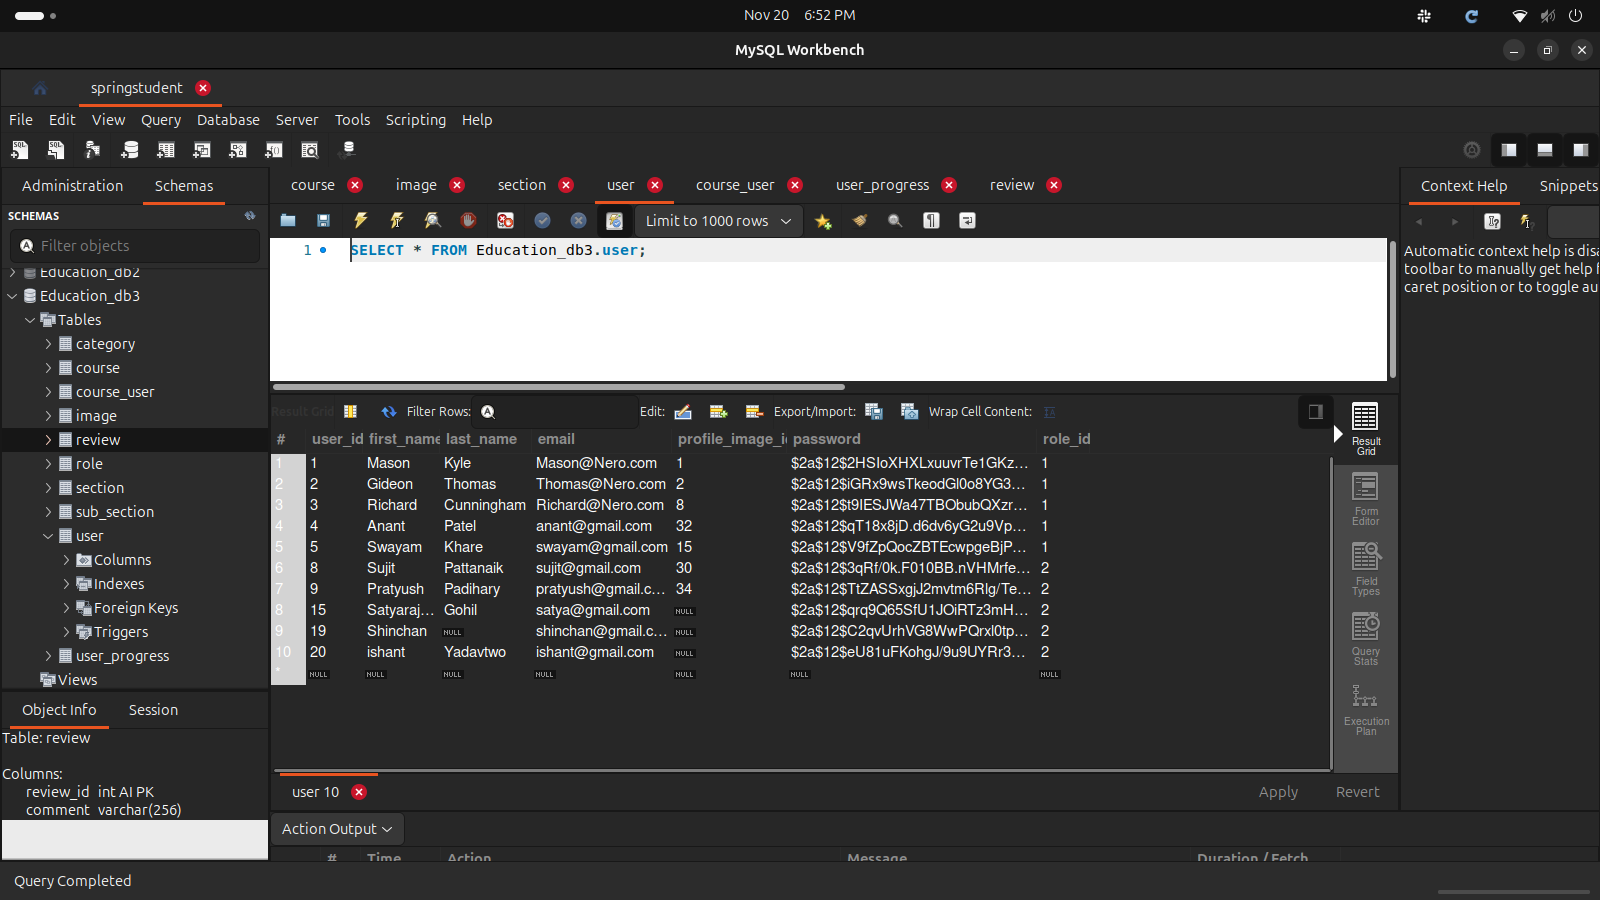 Nov 20 6:52 PM
MySQL Workbench
springstudent
File Edit View Query Database Server Tools Scripting Help
Administration Schemas
course image section user course_user user_progress review
Context Help Snippets
SCHEMAS
Filter objects
Limit to 1000 rows
Education_db2
Education_db3
Tables
category
course
course_user
image
review
role
section
sub_section
user
Columns
Indexes
Foreign Keys
Triggers
user_progress
Views
1 SELECT * FROM Education_db3.user;
Automatic context help is disa
toolbar to manually get help f
caret position or to toggle au
Result Grid Filter Rows: Edit: Export/Import: Wrap Cell Content:
# user_id first_name last_name email profile_image_i password role_id
1 1 Mason Kyle Mason@Nero.com 1 $2a$12$2HSIoXHXLxuuvrTe1GKz... 1
2 2 Gideon Thomas Thomas@Nero.com 2 $2a$12$iGRx9wsTkeodGl0o8YG3... 1
3 3 Richard Cunningham Richard@Nero.com 8 $2a$12$t9IESJWa47TBObubQXzr... 1
4 4 Anant Patel anant@gmail.com 32 $2a$12$qT18x8jD.d6dv6yG2u9Vp... 1
5 5 Swayam Khare swayam@gmail.com 15 $2a$12$V9fZpQocZBTEcwpgeBjP... 1
6 8 Sujit Pattanaik sujit@gmail.com 30 $2a$12$3qRf/0k.F010BB.nVHMrfe... 2
7 9 Pratyush Padihary pratyush@gmail.c... 34 $2a$12$TtZASSxgjJ2mvtm6Rlg/Te... 2
8 15 Satyaraj... Gohil satya@gmail.com NULL $2a$12$qrq9Q65SfU1JOiRTz3mH... 2
9 19 Shinchan NULL shinchan@gmail.c... NULL $2a$12$C2qvUrhVG8WwPQrxl0tp... 2
10 20 ishant Yadavtwo ishant@gmail.com NULL $2a$12$eU81uFKohgJ/9u9UYRr3... 2
* NULL NULL NULL NULL NULL NULL NULL
Result
Grid
Form
Editor
Field
Types
Query
Stats
Execution
Plan
Object Info Session
Table: review
Columns:
review_id int AI PK
comment varchar(256)
user 10 Apply Revert
Action Output
# Time Action Message Duration / Fetch
Query Completed